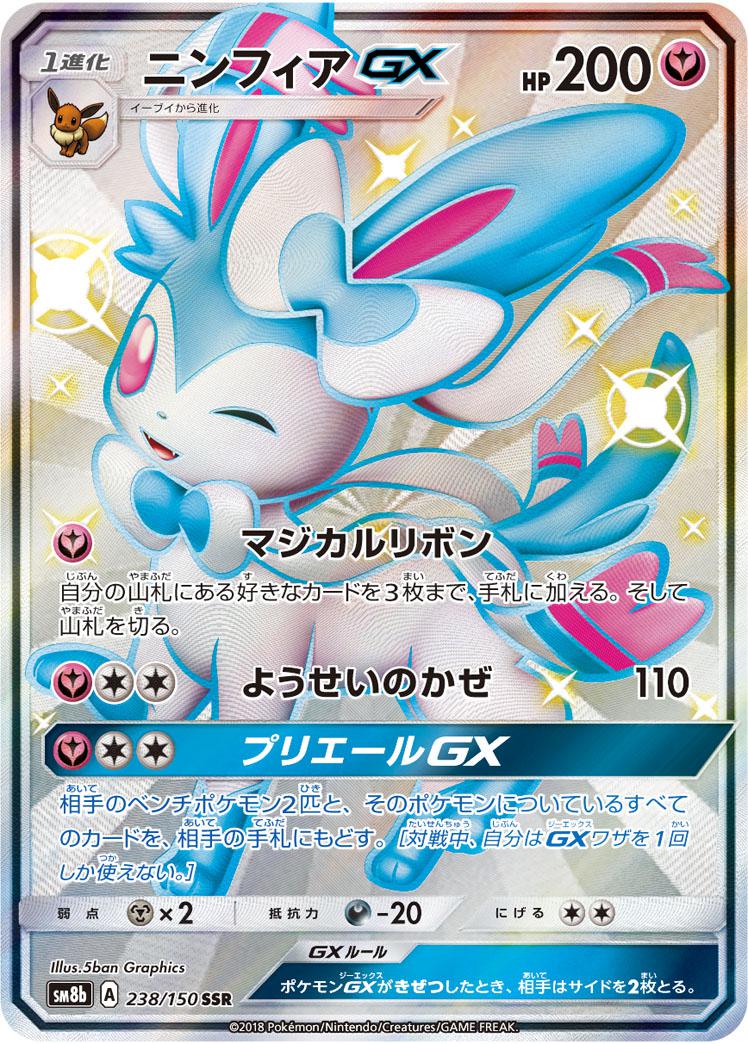 1進化 ニンフィアGX HP200
イーブイから進化
マジカルリボン
自分の山札にある好きなカードを3枚まで、手札に加える。そして
山札を切る。
ようせいのかぜ 110
プリエールGX
相手のベンチポケモン2匹と、そのポケモンについているすべて
のカードを、相手の手札にもどす。[対戦中、自分はGXワザを1回
しか使えない。]
弱点 ×2 抵抗力 -20 にげる
GXルール
ポケモンGXがきぜつしたとき、相手はサイドを2枚とる。
Illus.5ban Graphics
SM8b A 238/150 SSR
©2018 Pokémon/Nintendo/Creatures/GAME FREAK.